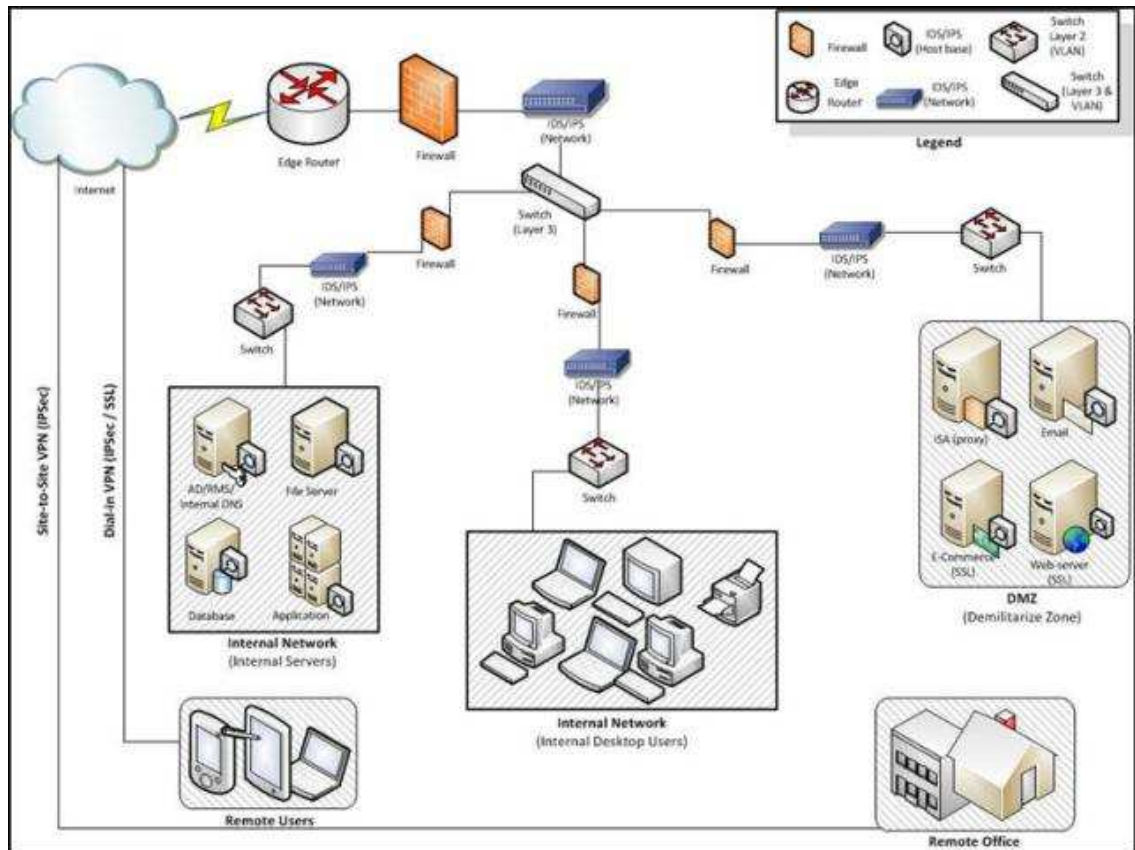 Internet
Edge Router
Firewall
IDS/IPS
(Network)
Firewall
IDS/IPS
(Host base)
Switch
Layer 2
(VLAN)
Edge
Router
IDS/IPS
(Network)
Switch
(Layer 3 &
VLAN)
Legend
Switch
(Layer 3)
Firewall
IDS/IPS
(Network)
Switch
Firewall
IDS/IPS
(Network)
Switch
Firewall
IDS/IPS
(Network)
Switch
Site-to-Site VPN (IPSec)
Dial-in VPN (IPSec / SSL)
AD/RMS/
Internal DNS
File Server
Database
Application
Internal Network
(Internal Servers)
Internal Network
(Internal Desktop Users)
ISA (proxy)
Email
E-Commerce
(SSL)
Web-server
(SSL)
DMZ
(Demilitarize Zone)
Remote Users
Remote Office